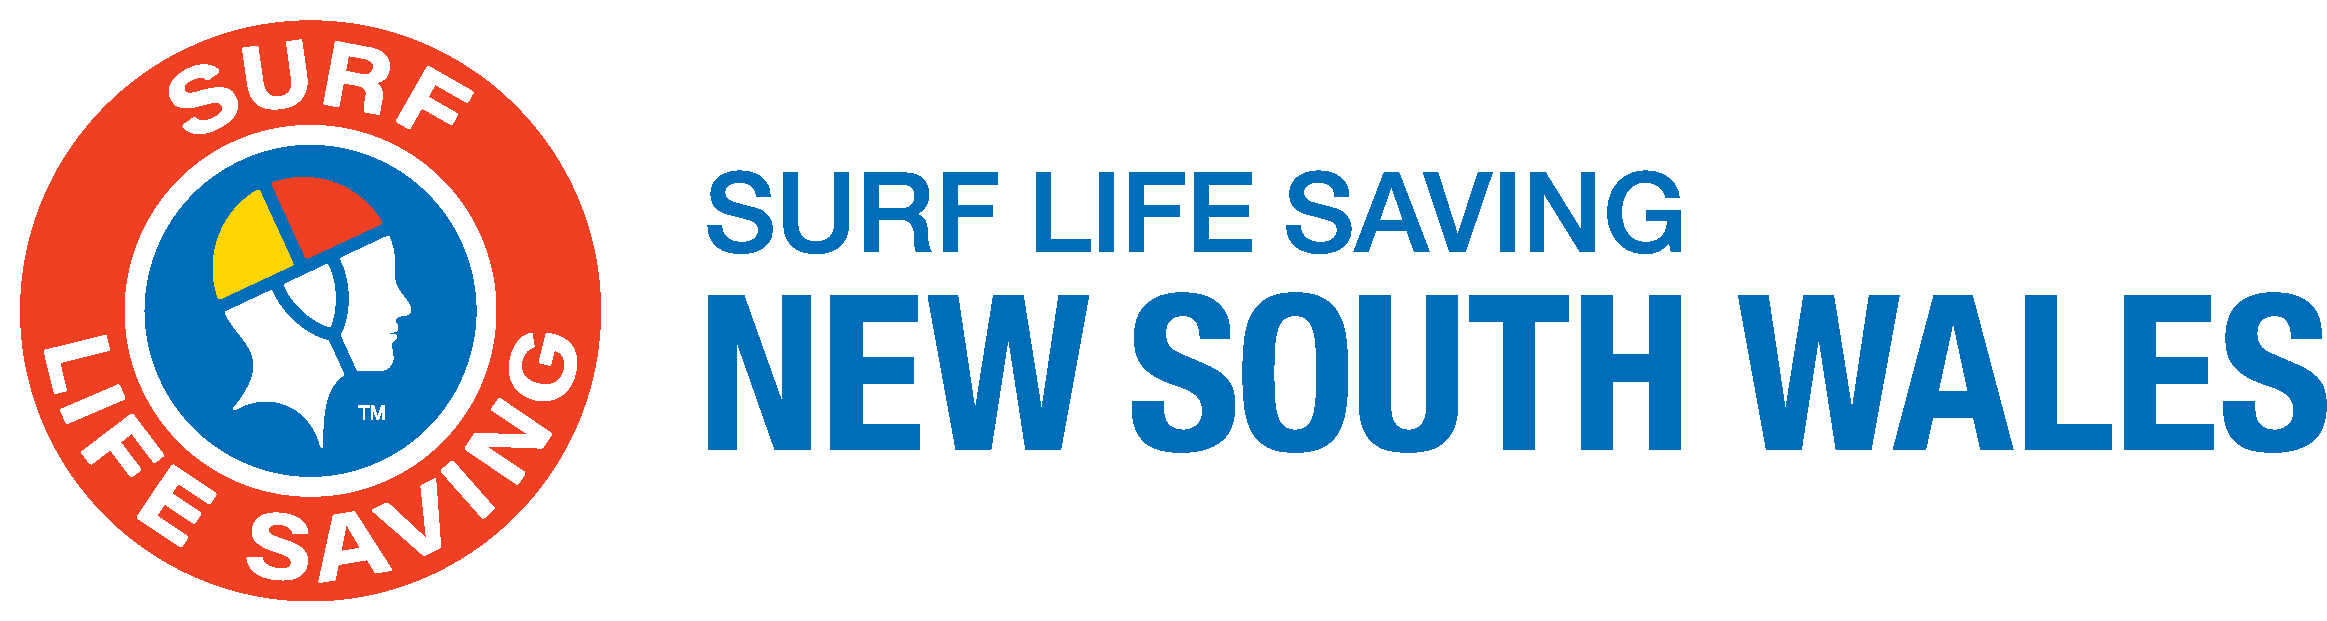 SURF
LIFE SAVING
TM
SURF LIFE SAVING
NEW SOUTH WALES